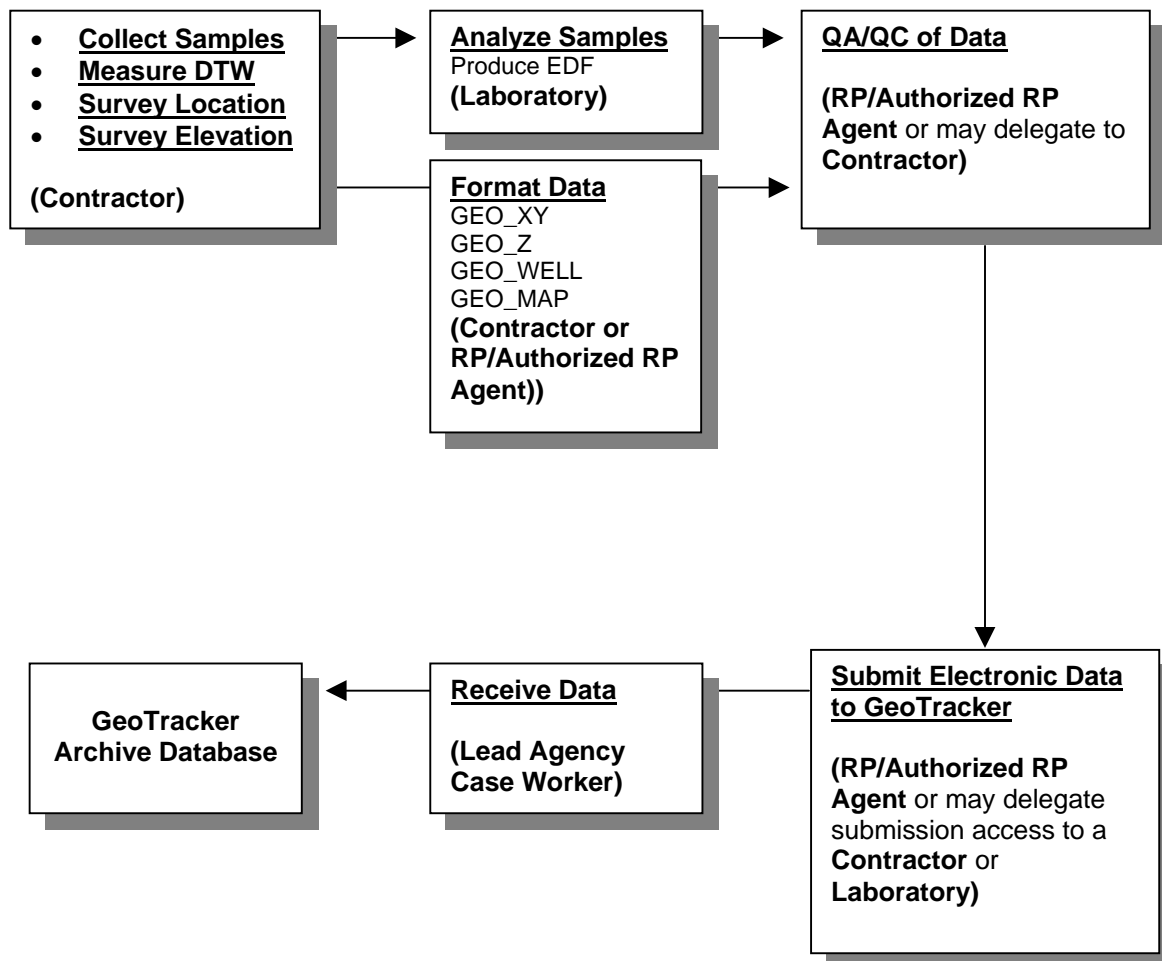 • Collect Samples
• Measure DTW
• Survey Location
• Survey Elevation
(Contractor)
Analyze Samples
Produce EDF
(Laboratory)
QA/QC of Data
(RP/Authorized RP
Agent or may delegate to
Contractor)
Format Data
GEO_XY
GEO_Z
GEO_WELL
GEO_MAP
(Contractor or
RP/Authorized RP
Agent))
Submit Electronic Data
to GeoTracker
(RP/Authorized RP
Agent or may delegate
submission access to a
Contractor or
Laboratory)
Receive Data
(Lead Agency
Case Worker)
GeoTracker
Archive Database